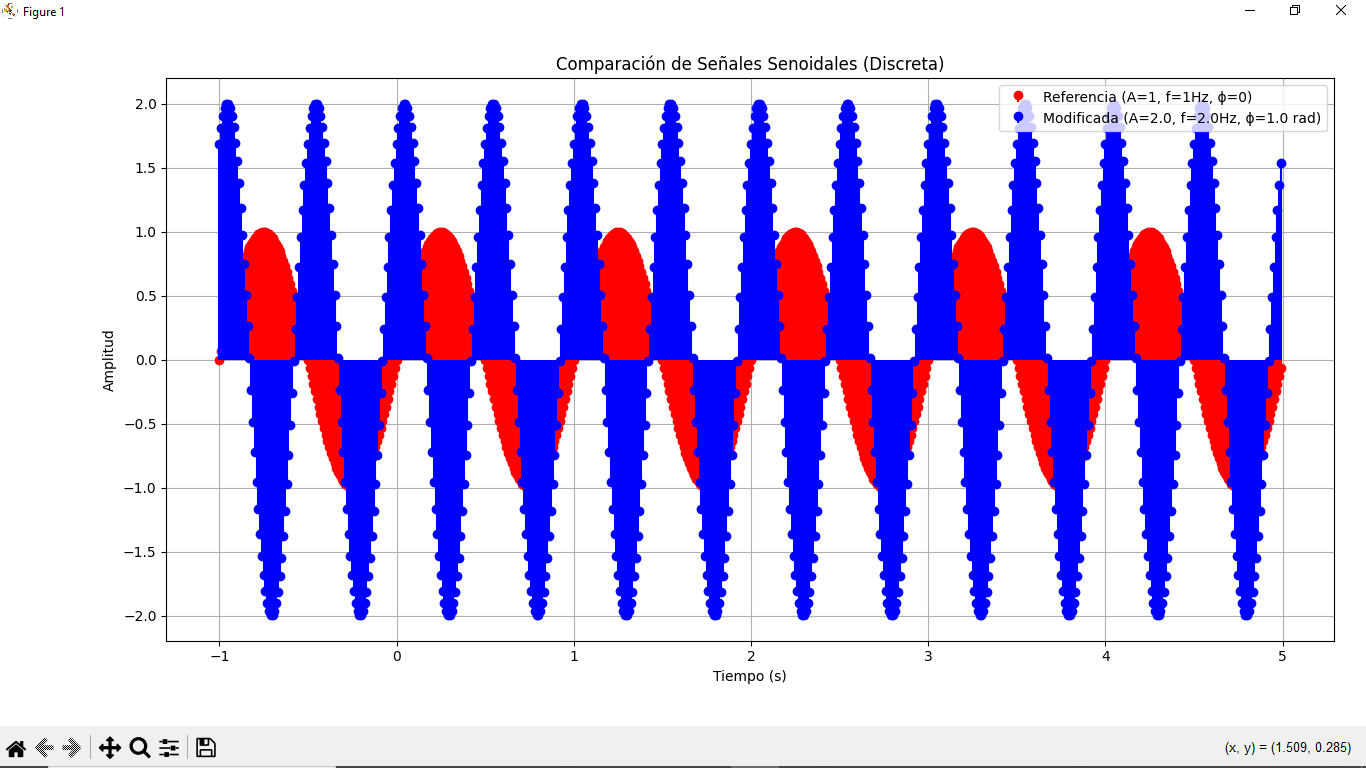 Figure 1
Comparación de Señales Senoidales (Discreta)
Referencia (A=1, f=1Hz, ϕ=0)
Modificada (A=2.0, f=2.0Hz, ϕ=1.0 rad)
2.0
1.5
1.0
0.5
0.0
−0.5
−1.0
−1.5
−2.0
Amplitud
−1 0 1 2 3 4 5
Tiempo (s)
(x, y) = (1.509, 0.285)